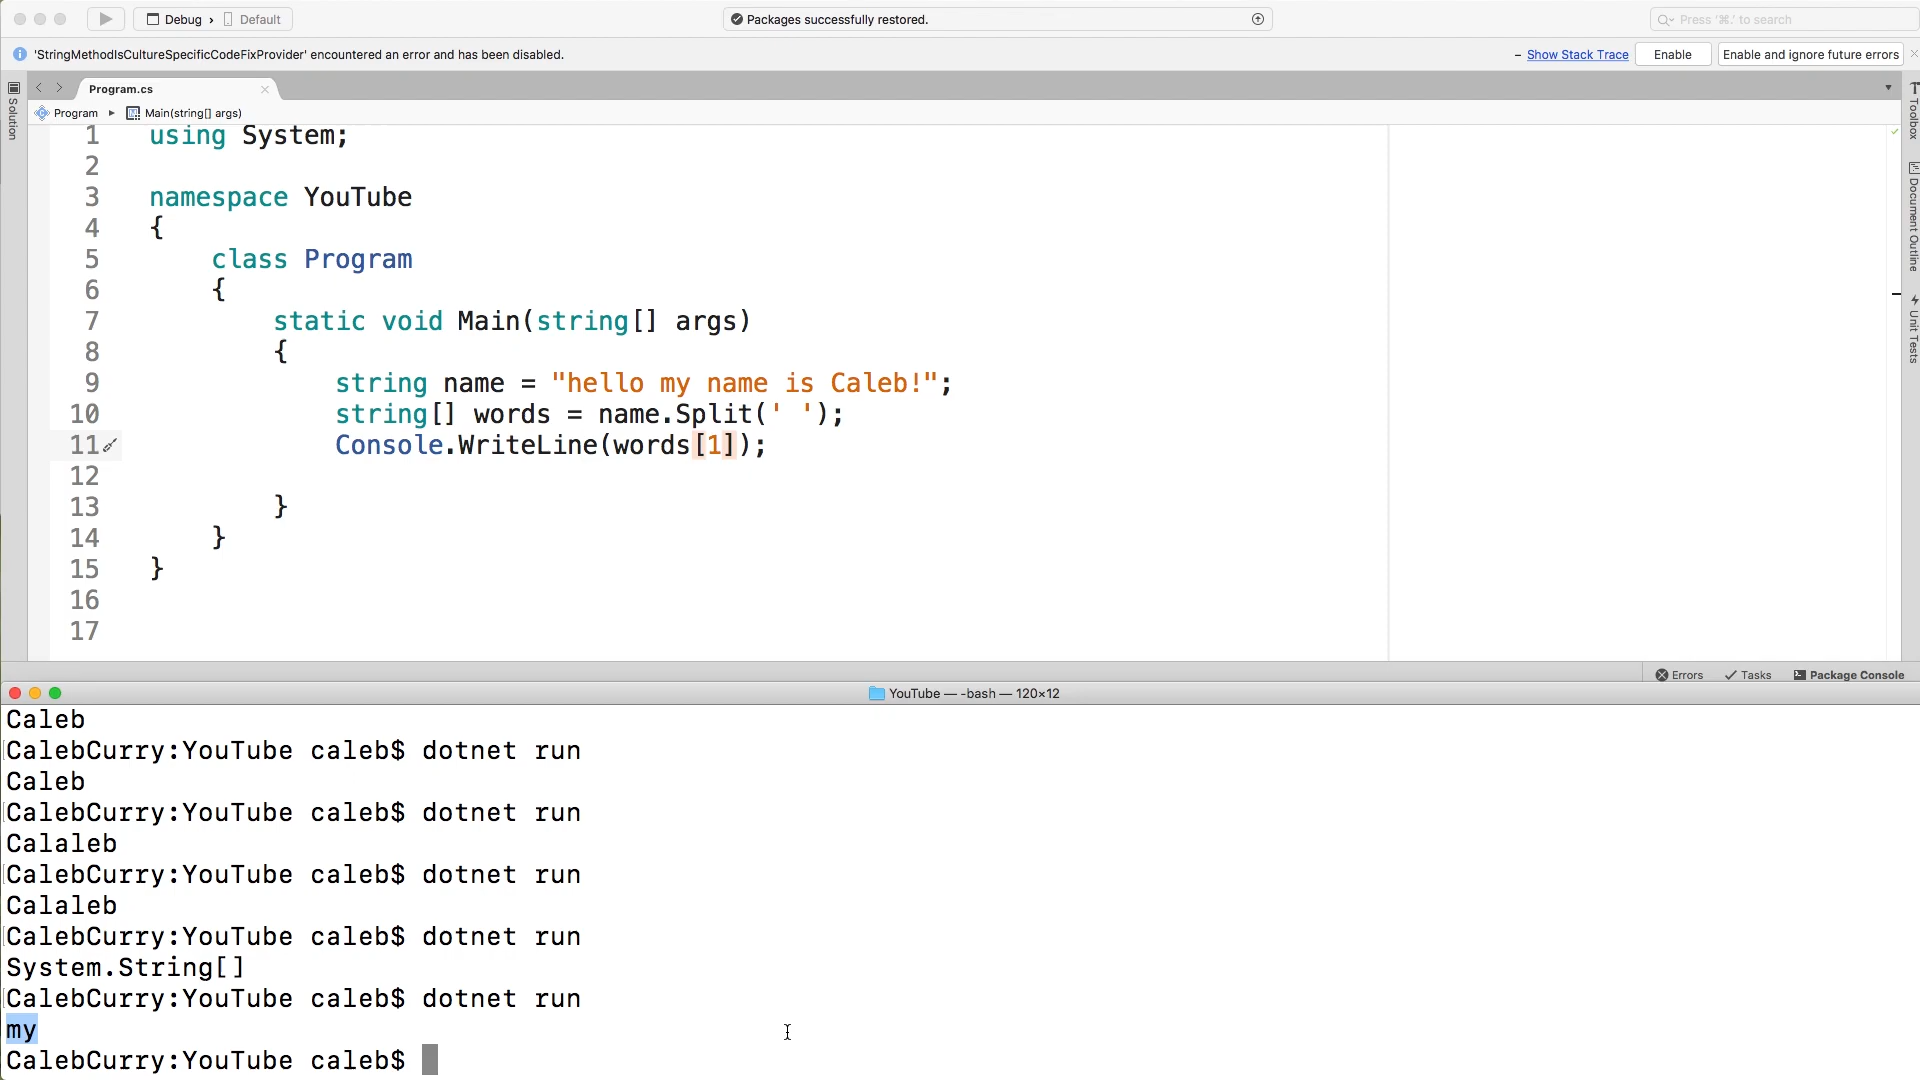 Debug › Default
Packages successfully restored.
Press '⌘.' to search
'StringMethodIsCultureSpecificCodeFixProvider' encountered an error and has been disabled.
– Show Stack Trace
Enable
Enable and ignore future errors
Solution
Program.cs
Program ▸ Main(string[] args)
1 using System;
2
3 namespace YouTube
4 {
5 class Program
6 {
7 static void Main(string[] args)
8 {
9 string name = "hello my name is Caleb!";
10 string[] words = name.Split(' ');
11 Console.WriteLine(words[1]);
12
13 }
14 }
15 }
16
17
Toolbox
Document Outline
Unit Tests
Errors
Tasks
Package Console
YouTube — -bash — 120×12
Caleb
CalebCurry:YouTube caleb$ dotnet run
Caleb
CalebCurry:YouTube caleb$ dotnet run
Calaleb
CalebCurry:YouTube caleb$ dotnet run
Calaleb
CalebCurry:YouTube caleb$ dotnet run
System.String[]
CalebCurry:YouTube caleb$ dotnet run
my
CalebCurry:YouTube caleb$